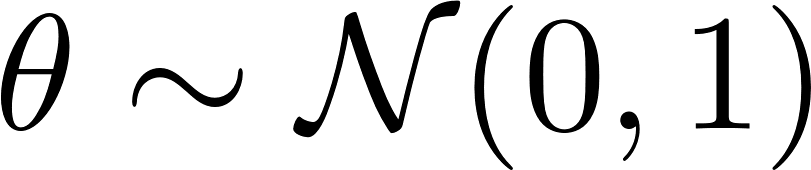 θ ∼ 𝒩(0, 1)